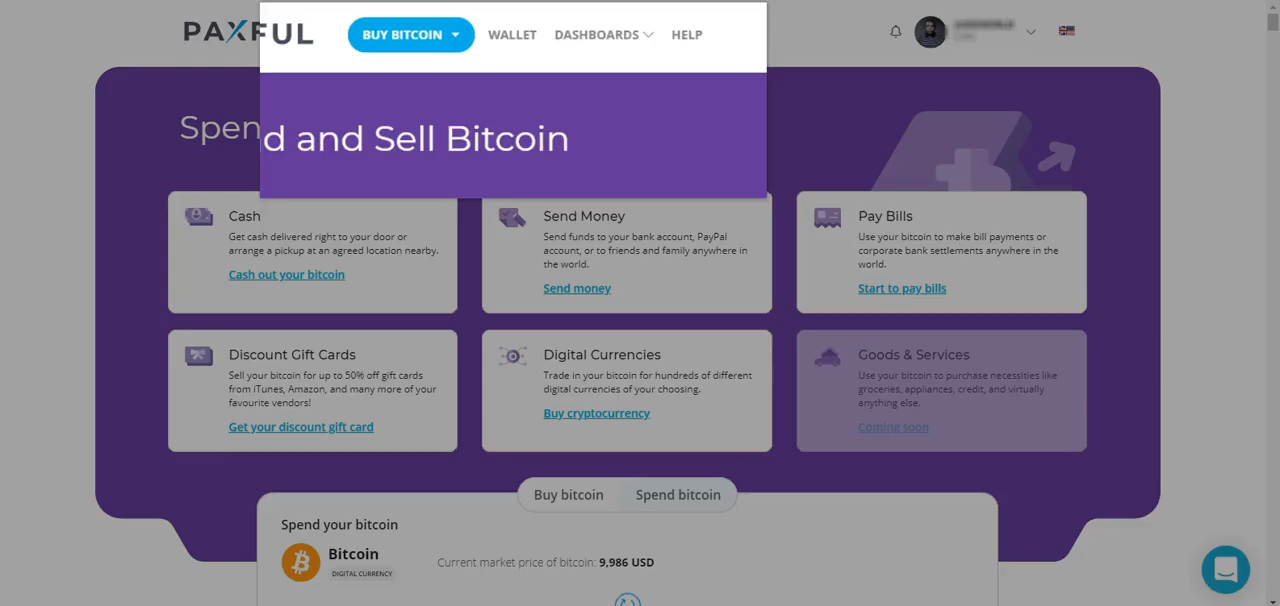 PAXFUL
BUY BITCOIN WALLET DASHBOARDS HELP
Spend and Sell Bitcoin
Cash
Get cash delivered right to your door or
arrange a pickup at an agreed location nearby.
Cash out your bitcoin
Send Money
Send funds to your bank account, PayPal
account, or to friends and family anywhere in
the world.
Send money
Pay Bills
Use your bitcoin to make bill payments or
corporate bank settlements anywhere in the
world.
Start to pay bills
Discount Gift Cards
Sell your bitcoin for up to 50% off gift cards
from iTunes, Amazon, and many more of your
favourite vendors!
Get your discount gift card
Digital Currencies
Trade in your bitcoin for hundreds of different
digital currencies of your choosing.
Buy cryptocurrency
Goods & Services
Use your bitcoin to purchase necessities like
groceries, appliances, credit, and virtually
anything else.
Coming soon
Buy bitcoin Spend bitcoin
Spend your bitcoin
Bitcoin
DIGITAL CURRENCY
Current market price of bitcoin: 9,986 USD